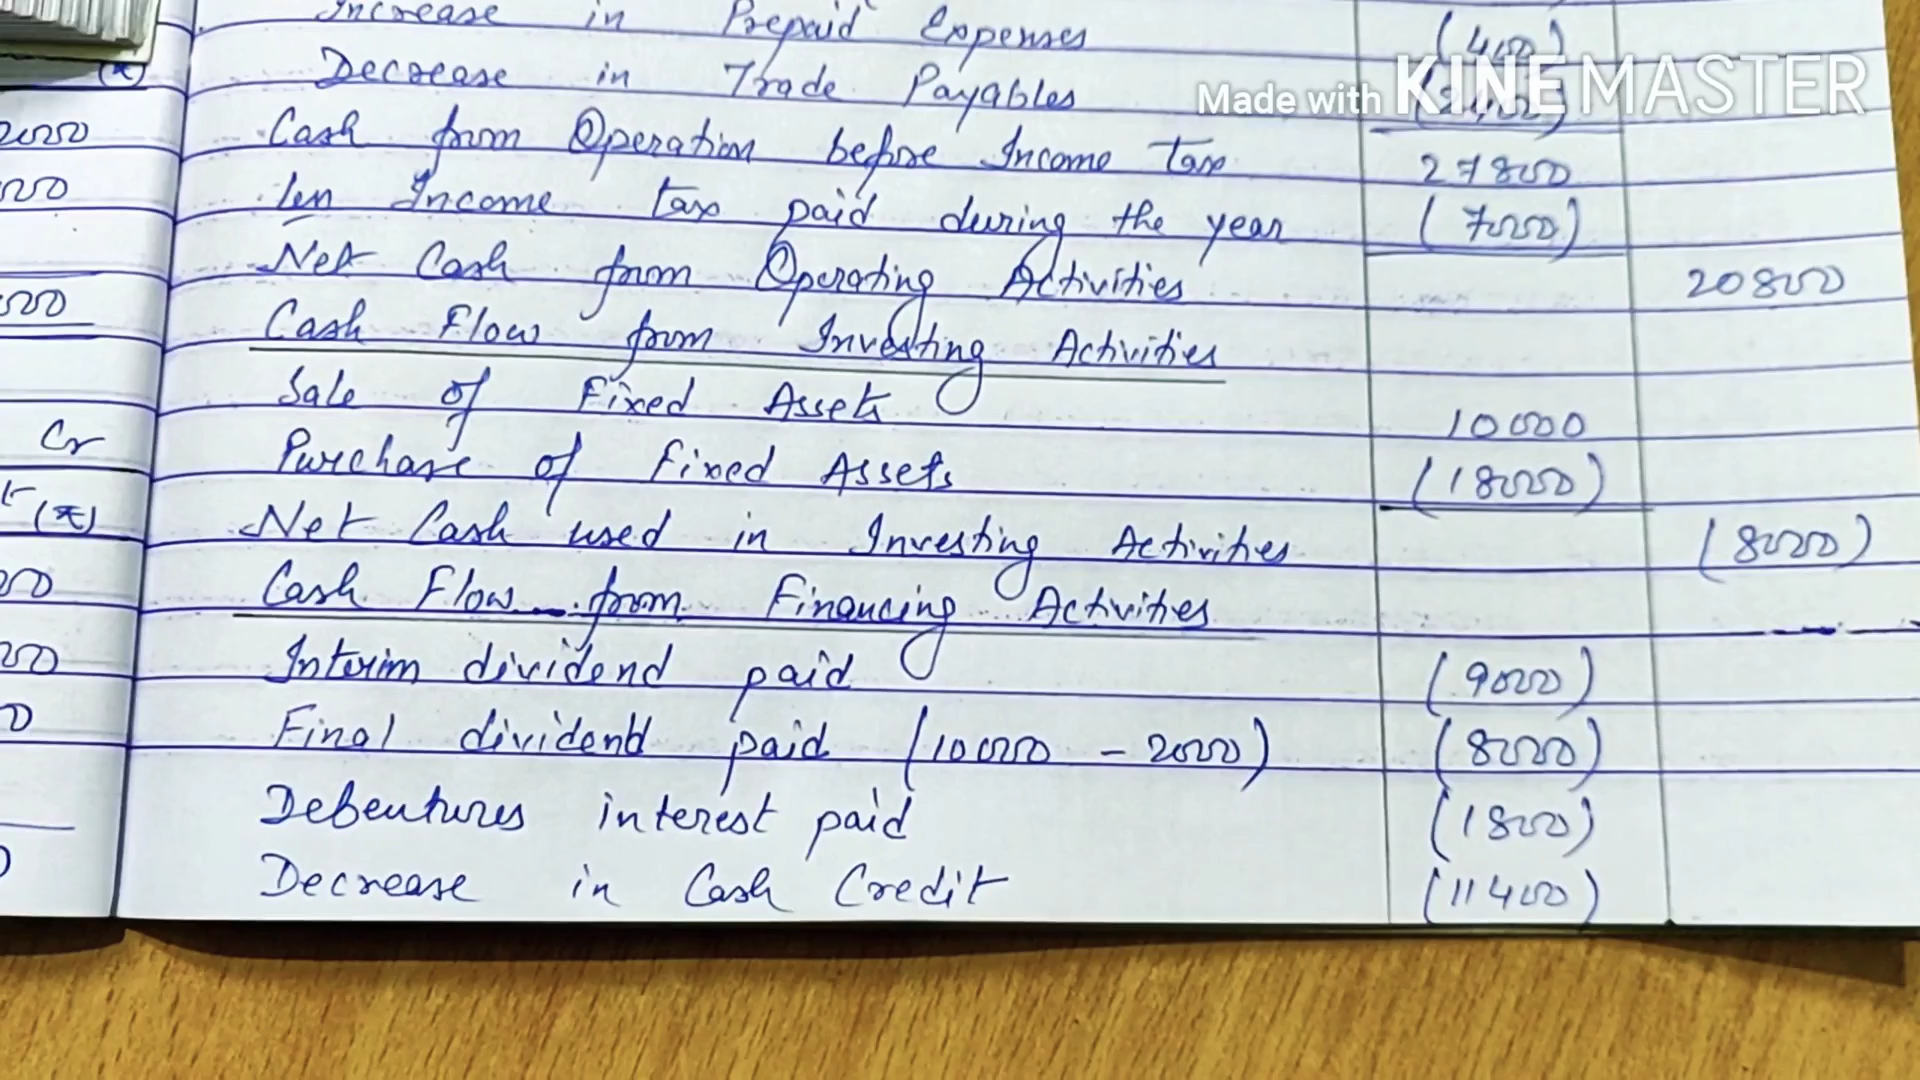 Increase in Prepaid Expenses (400)
Decrease in Trade Payables (2400)
Made with KINEMASTER
Cash from Operation before Income Tax 27800
Less Income tax paid during the year (7000)
Net Cash from Operating Activities 20800
Cash Flow from Investing Activities
Sale of Fixed Assets 10000
Purchase of Fixed Assets (18000)
Net Cash used in Investing Activities (8000)
Cash Flow from Financing Activities
Interim dividend paid (9000)
Final dividend paid (10000 - 2000) (8000)
Debentures interest paid (1800)
Decrease in Cash Credit (11400)
(₹)
2000
Cr
(₹)